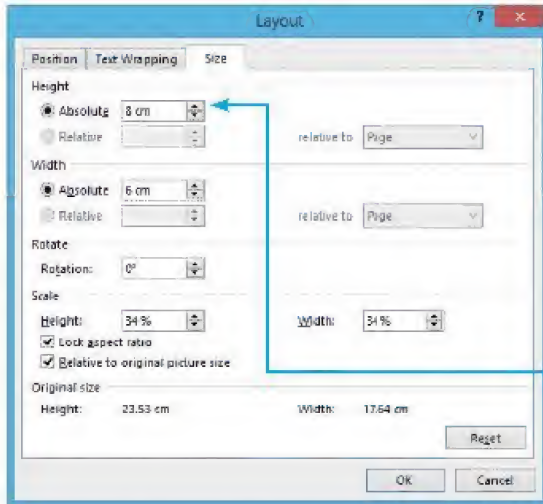 Layout ? ×
Position Text Wrapping Size
Height
Absolute 8 cm
Relative relative to Page
Width
Absolute 6 cm
Relative relative to Page
Rotate
Rotation: 0°
Scale
Height: 34 % Width: 34 %
Lock aspect ratio
Relative to original picture size
Original size
Height: 23.53 cm Width: 17.64 cm
Reset
OK Cancel